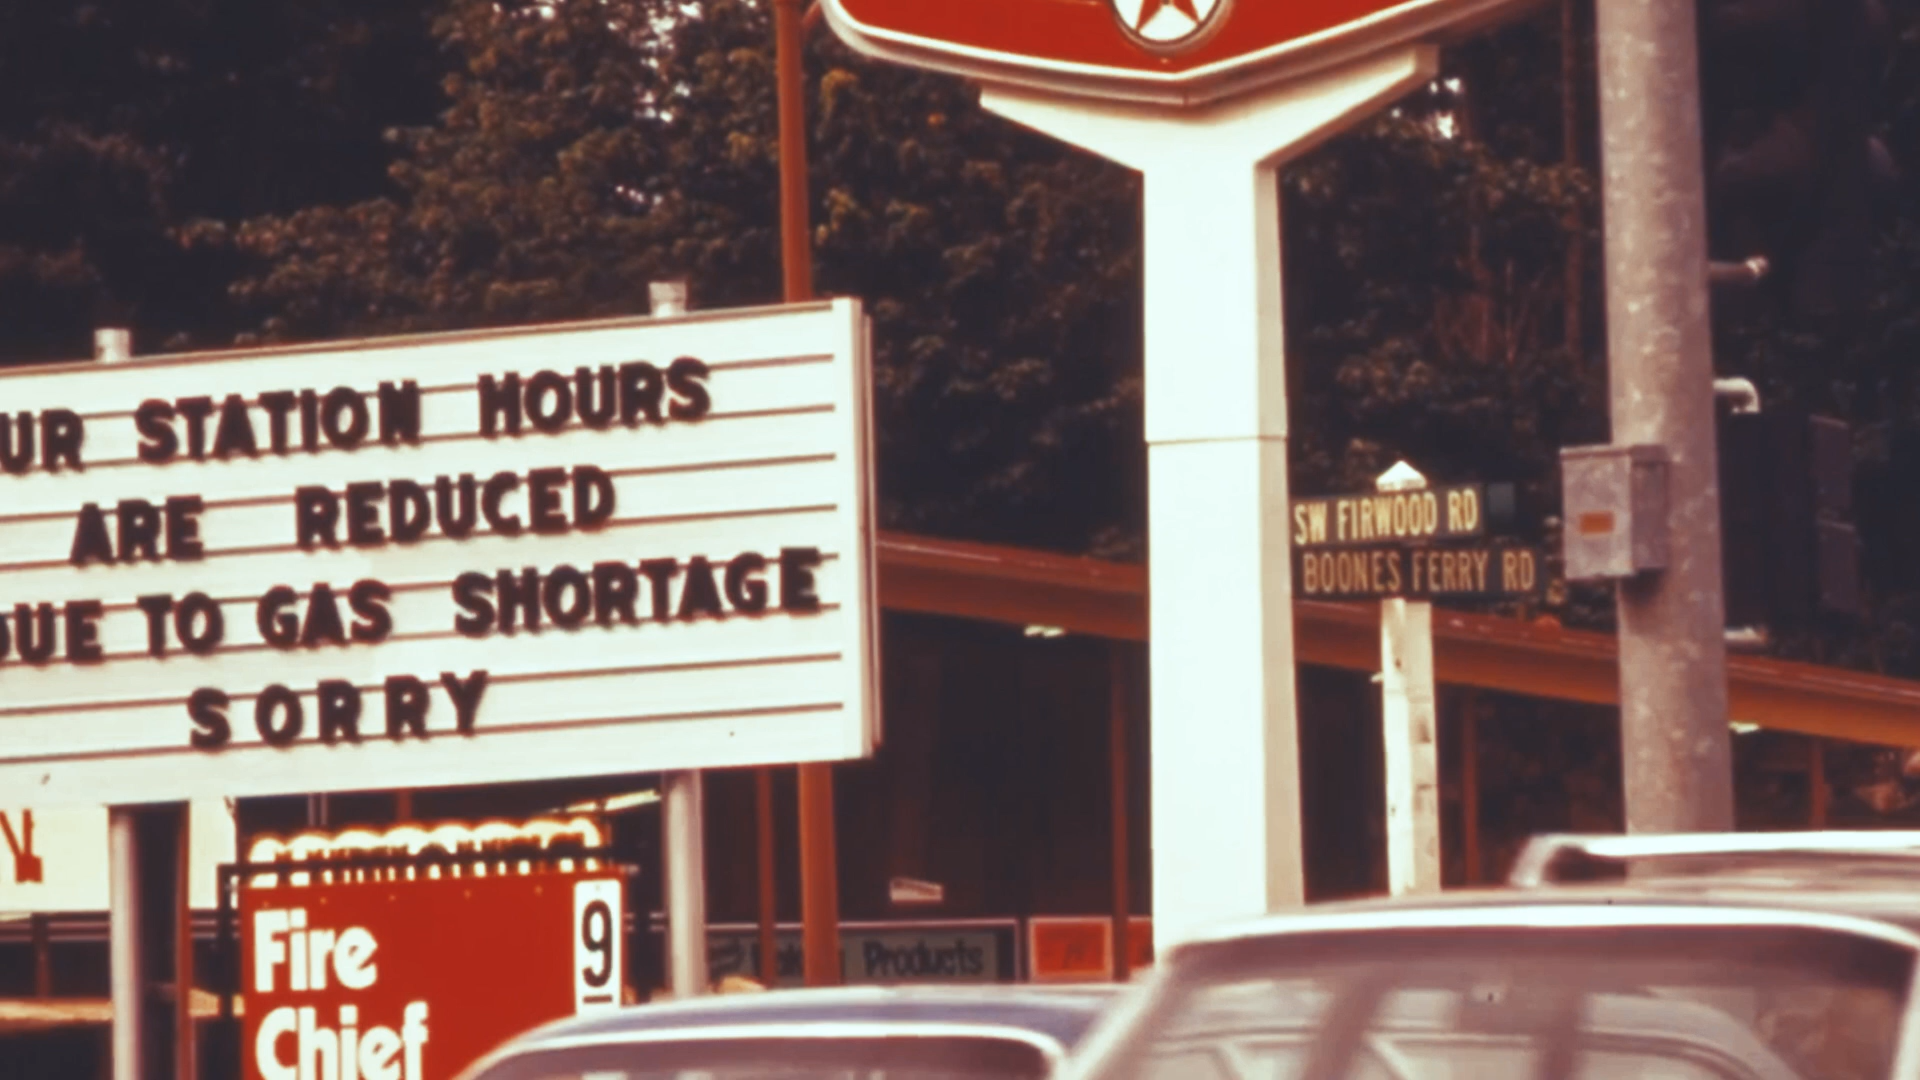 UR STATION HOURS
ARE REDUCED
DUE TO GAS SHORTAGE
SORRY
SW FIRWOOD RD
BOONES FERRY RD
Fire
Chief
9
Products